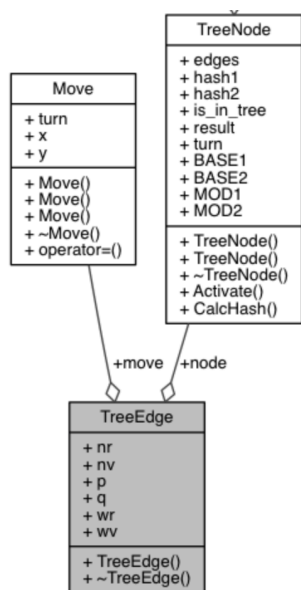 Move
+ turn
+ x
+ y
+ Move()
+ Move()
+ Move()
+ ~Move()
+ operator=()
TreeNode
+ edges
+ hash1
+ hash2
+ is_in_tree
+ result
+ turn
+ BASE1
+ BASE2
+ MOD1
+ MOD2
+ TreeNode()
+ TreeNode()
+ ~TreeNode()
+ Activate()
+ CalcHash()
+move
+node
TreeEdge
+ nr
+ nv
+ p
+ q
+ wr
+ wv
+ TreeEdge()
+ ~TreeEdge()